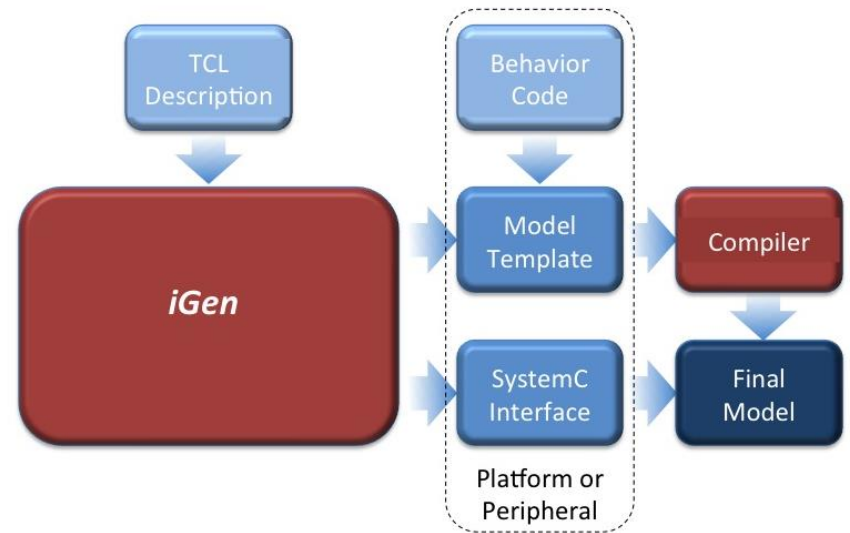 TCL
Description
Behavior
Code
iGen
Model
Template
Compiler
SystemC
Interface
Final
Model
Platform or
Peripheral